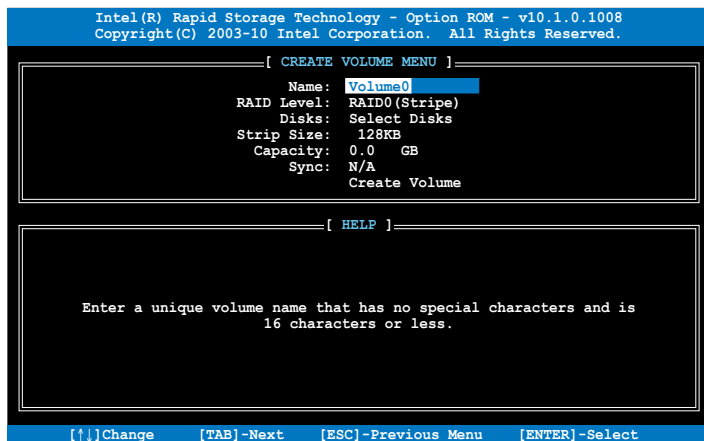 Intel(R) Rapid Storage Technology - Option ROM - v10.1.0.1008
Copyright(C) 2003-10 Intel Corporation. All Rights Reserved.
[ CREATE VOLUME MENU ]
Name: Volume0
RAID Level: RAID0(Stripe)
Disks: Select Disks
Strip Size: 128KB
Capacity: 0.0 GB
Sync: N/A
Create Volume
[ HELP ]
Enter a unique volume name that has no special characters and is
16 characters or less.
[↑↓]Change [TAB]-Next [ESC]-Previous Menu [ENTER]-Select